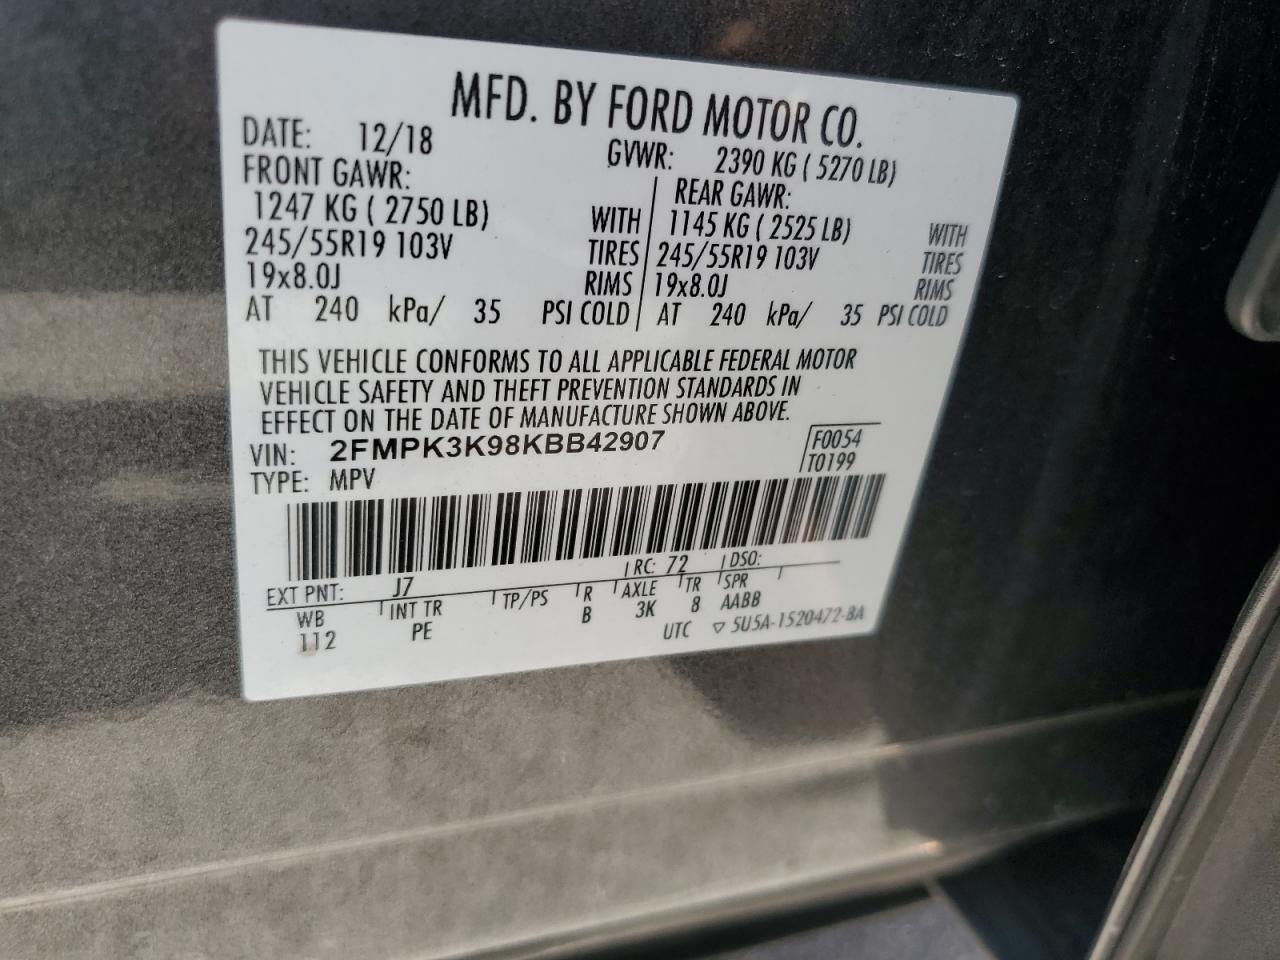 MFD. BY FORD MOTOR CO.
DATE: 12/18 GVWR: 2390 KG ( 5270 LB)
FRONT GAWR: REAR GAWR:
1247 KG ( 2750 LB) WITH 1145 KG ( 2525 LB) WITH
245/55R19 103V TIRES 245/55R19 103V TIRES
19x8.0J RIMS 19x8.0J RIMS
AT 240 kPa/ 35 PSI COLD AT 240 kPa/ 35 PSI COLD
THIS VEHICLE CONFORMS TO ALL APPLICABLE FEDERAL MOTOR
VEHICLE SAFETY AND THEFT PREVENTION STANDARDS IN
EFFECT ON THE DATE OF MANUFACTURE SHOWN ABOVE.
VIN: 2FMPK3K98KBB42907 F0054
TYPE: MPV T0199
EXT PNT: J7 RC: 72 DSO:
WB INT TR TP/PS R AXLE TR SPR
112 PE B 3K 8 AABB
UTC ▽ 5U5A-1520472-BA